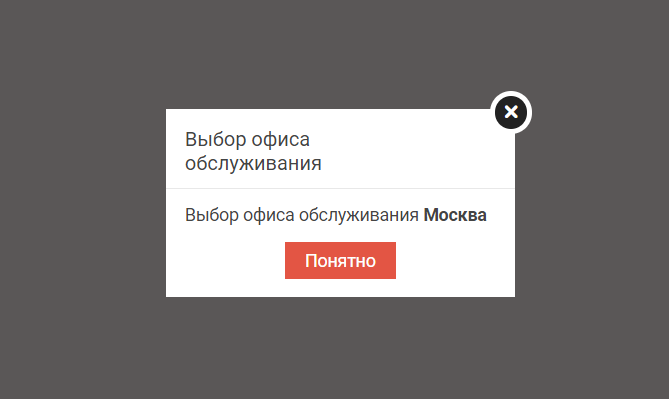 Выбор офиса
обслуживания
Выбор офиса обслуживания Москва
Понятно